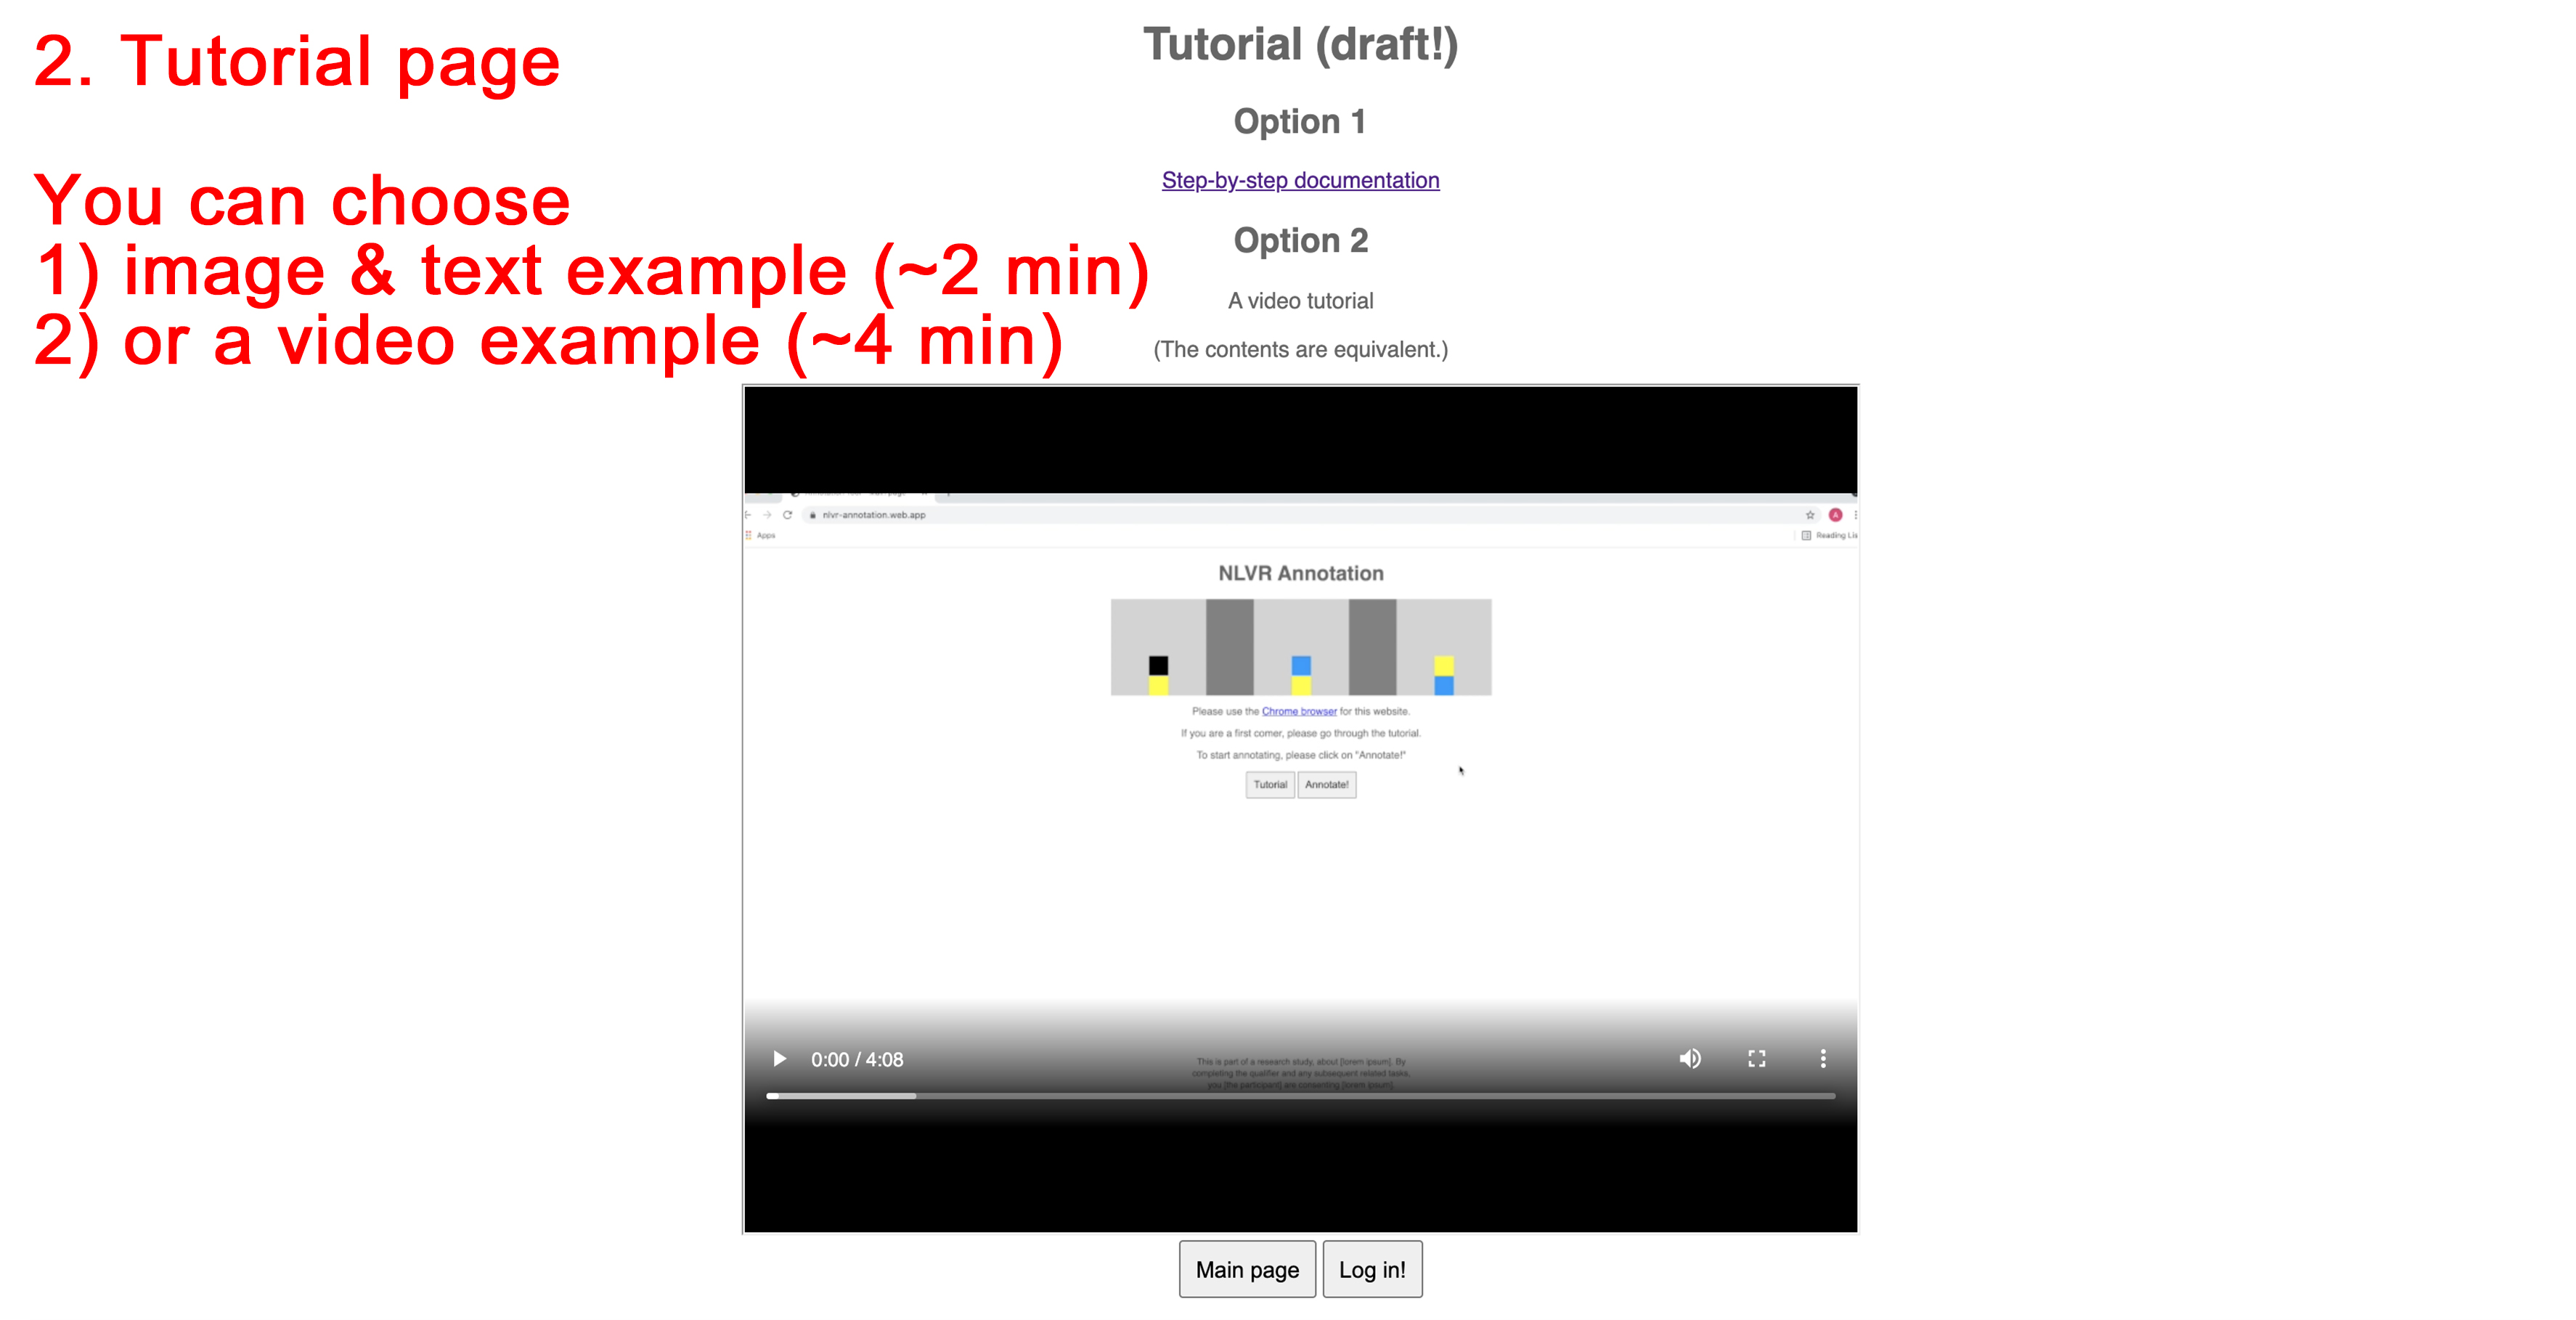 2. Tutorial page
You can choose
1) image & text example (~2 min)
2) or a video example (~4 min)
Tutorial (draft!)
Option 1
Step-by-step documentation
Option 2
A video tutorial
(The contents are equivalent.)
nlvr-annotation.web.app
A
Apps
Reading Lis
NLVR Annotation
Please use the Chrome browser for this website.
If you are a first comer, please go through the tutorial.
To start annotating, please click on "Annotate!"
Tutorial Annotate!
0:00 / 4:08
This is part of a research study, about [lorem ipsum]. By
completing the qualifier and any subsequent related tasks,
you [the participant] are consenting [lorem ipsum].
Main page Log in!